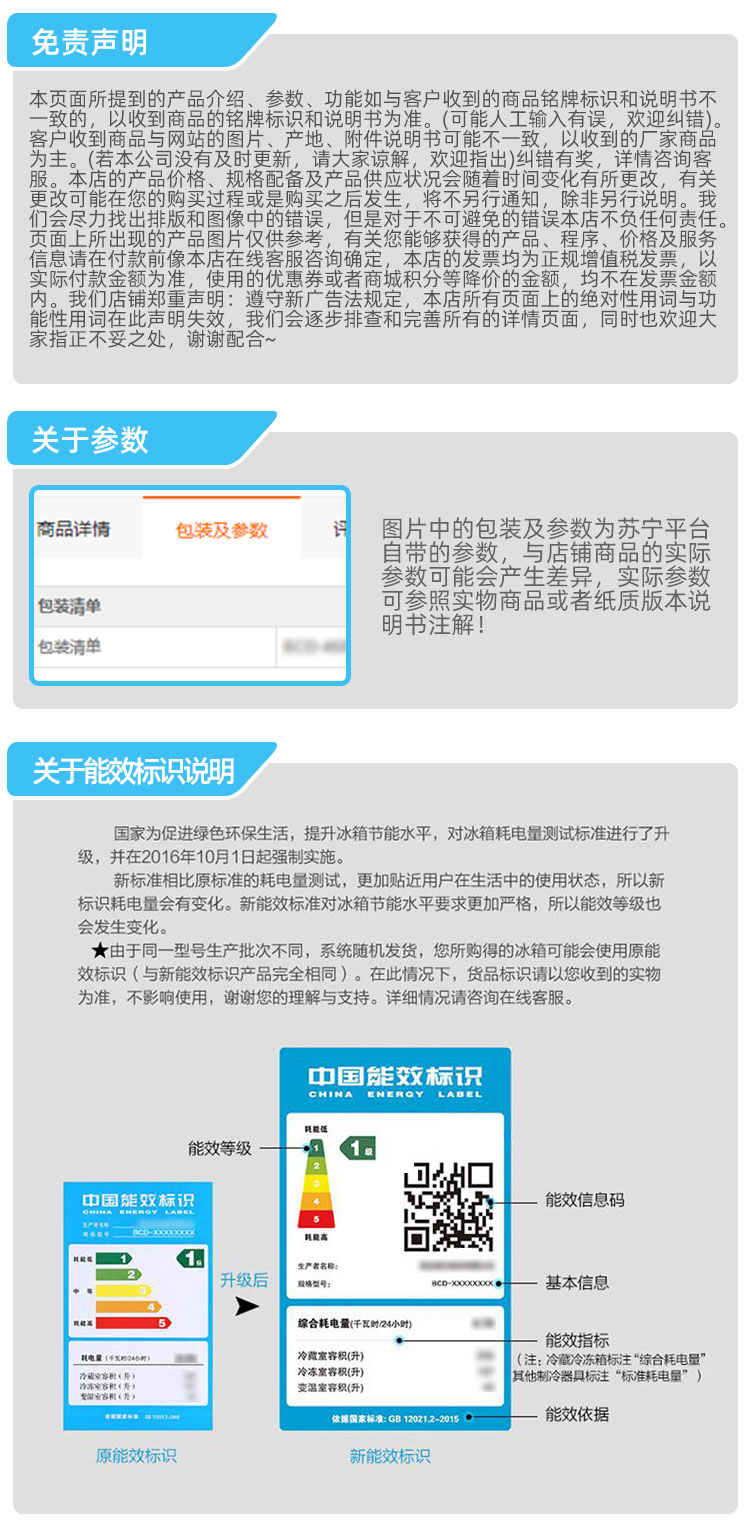 免责声明
本页面所提到的产品介绍、参数、功能如与客户收到的商品铭牌标识和说明书不
一致的，以收到商品的铭牌标识和说明书为准。(可能人工输入有误，欢迎纠错)。
客户收到商品与网站的图片、产地、附件说明书可能不一致，以收到的厂家商品
为主。(若本公司没有及时更新，请大家谅解，欢迎指出)纠错有奖，详情咨询客
服。本店的产品价格、规格配备及产品供应状况会随着时间变化有所更改，有关
更改可能在您的购买过程或是购买之后发生，将不另行通知，除非另行说明。我
们会尽力找出排版和图像中的错误，但是对于不可避免的错误本店不负任何责任。
页面上所出现的产品图片仅供参考，有关您能够获得的产品、程序、价格及服务
信息请在付款前像本店在线客服咨询确定，本店的发票均为正规增值税发票，以
实际付款金额为准，使用的优惠券或者商城积分等降价的金额，均不在发票金额
内。我们店铺郑重声明：遵守新广告法规定，本店所有页面上的绝对性用词与功
能性用词在此声明失效，我们会逐步排查和完善所有的详情页面，同时也欢迎大
家指正不妥之处，谢谢配合~
关于参数
商品详情
包装及参数
评
包装清单
包装清单
图片中的包装及参数为苏宁平台
自带的参数，与店铺商品的实际
参数可能会产生差异，实际参数
可参照实物商品或者纸质版本说
明书注解！
关于能效标识说明
国家为促进绿色环保生活，提升冰箱节能水平，对冰箱耗电量测试标准进行了升
级，并在2016年10月1日起强制实施。
新标准相比原标准的耗电量测试，更加贴近用户在生活中的使用状态，所以新
标识耗电量会有变化。新能效标准对冰箱节能水平要求更加严格，所以能效等级也
会发生变化。
★由于同一型号生产批次不同，系统随机发货，您所购得的冰箱可能会使用原能
效标识（与新能效标识产品完全相同）。在此情况下，货品标识请以您收到的实物
为准，不影响使用，谢谢您的理解与支持。详细情况请咨询在线客服。
中国能效标识
CHINA ENERGY LABEL
生产者名称
规格型号 BCD-XXXXXXXX
耗能低 1 1级
2
中等 3
4
耗能高 5
耗电量（千瓦时/24小时）
冷藏室容积（升）
冷冻室容积（升）
变温室容积（升）
依据国家标准：
原能效标识
升级后
中国能效标识
CHINA ENERGY LABEL
耗能低
1 1级
2
3
4
5
耗能高
生产者名称：
规格型号： BCD-XXXXXXX
综合耗电量(千瓦时/24小时)
冷藏室容积(升)
冷冻室容积(升)
变温室容积(升)
依据国家标准: GB 12021.2-2015
新能效标识
能效等级
能效信息码
基本信息
能效指标
（注：冷藏冷冻箱标注“综合耗电量”
其他制冷器具标注“标准耗电量”）
能效依据